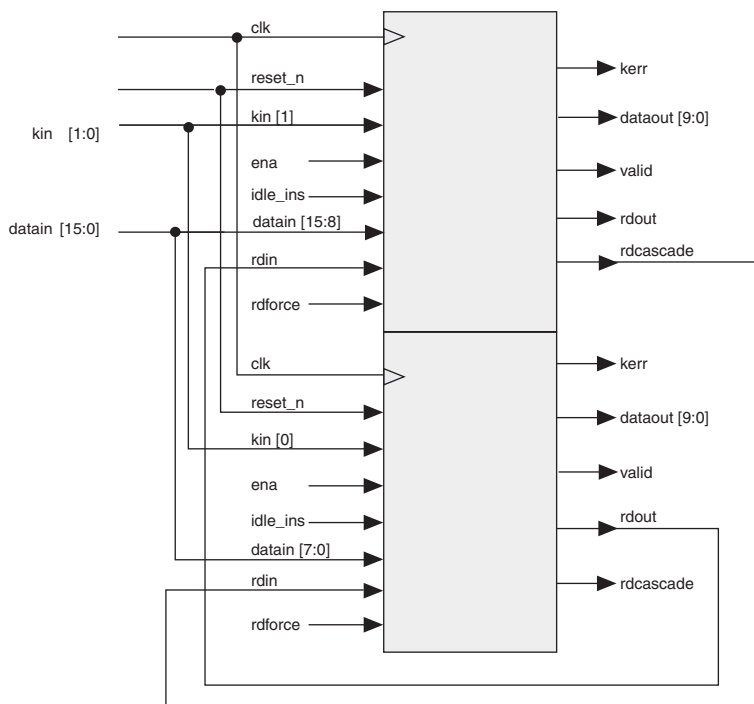 clk
reset_n
kin [1:0]
kin [1]
ena
idle_ins
datain [15:0]
datain [15:8]
rdin
rdforce
kerr
dataout [9:0]
valid
rdout
rdcascade
clk
reset_n
kin [0]
ena
idle_ins
datain [7:0]
rdin
rdforce
kerr
dataout [9:0]
valid
rdout
rdcascade